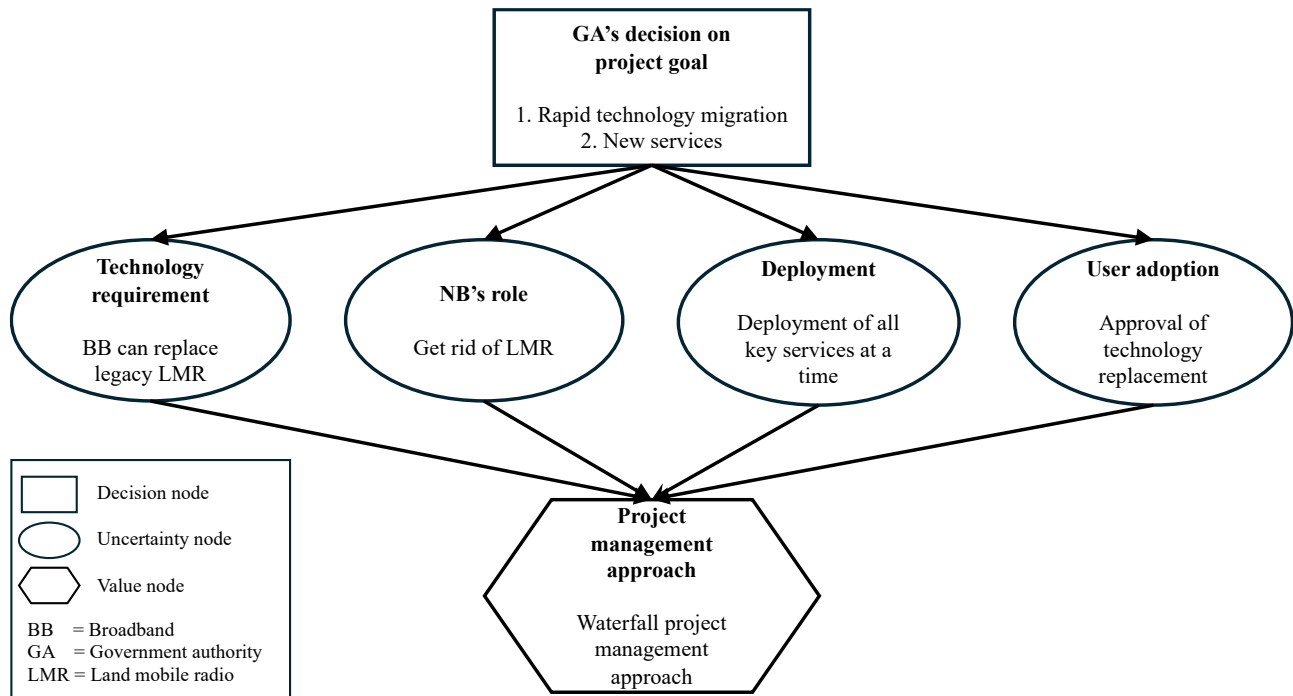 GA's decision on
project goal
1. Rapid technology migration
2. New services
Technology
requirement
BB can replace
legacy LMR
NB's role
Get rid of LMR
Deployment
Deployment of all
key services at a
time
User adoption
Approval of
technology
replacement
Decision node
Uncertainty node
Value node
BB = Broadband
GA = Government authority
LMR = Land mobile radio
Project
management
approach
Waterfall project
management
approach